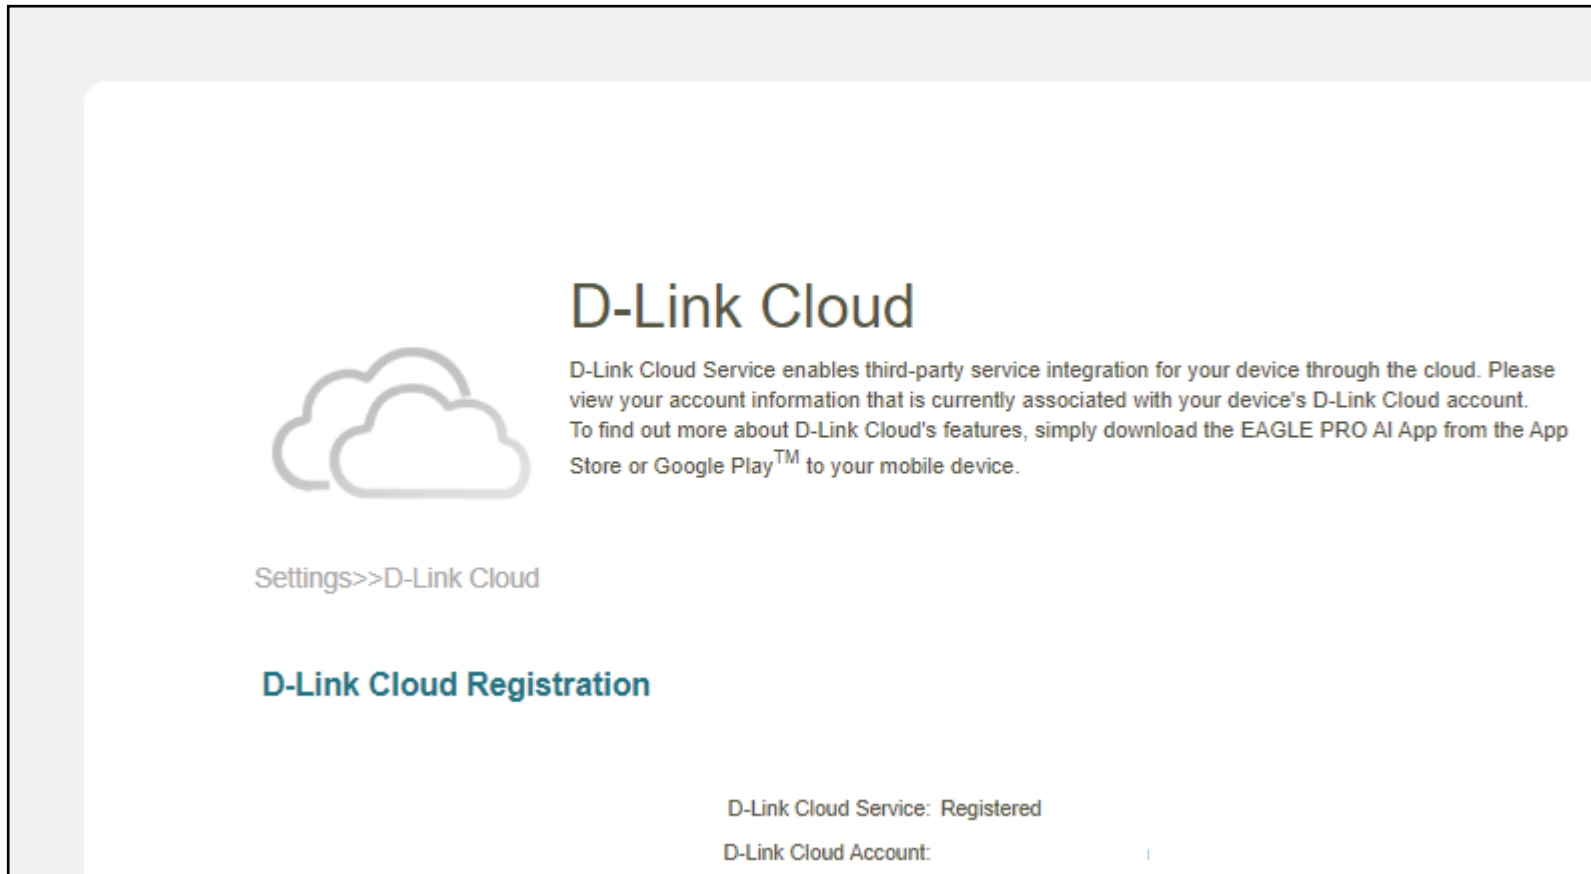 D-Link Cloud
D-Link Cloud Service enables third-party service integration for your device through the cloud. Please
view your account information that is currently associated with your device's D-Link Cloud account.
To find out more about D-Link Cloud's features, simply download the EAGLE PRO AI App from the App
Store or Google Play™ to your mobile device.
Settings>>D-Link Cloud
D-Link Cloud Registration
D-Link Cloud Service: Registered
D-Link Cloud Account: